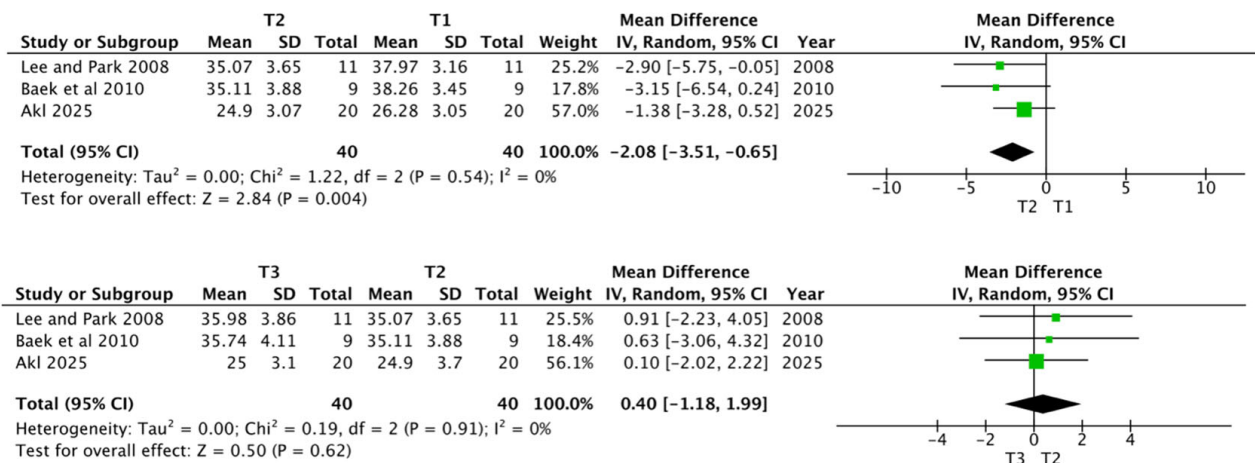 T2 T1 Mean Difference Mean Difference
Study or Subgroup Mean SD Total Mean SD Total Weight IV, Random, 95% CI Year IV, Random, 95% CI
Lee and Park 2008 35.07 3.65 11 37.97 3.16 11 25.2% −2.90 [−5.75, −0.05] 2008
Baek et al 2010 35.11 3.88 9 38.26 3.45 9 17.8% −3.15 [−6.54, 0.24] 2010
Akl 2025 24.9 3.07 20 26.28 3.05 20 57.0% −1.38 [−3.28, 0.52] 2025
Total (95% CI) 40 40 100.0% −2.08 [−3.51, −0.65]
Heterogeneity: Tau² = 0.00; Chi² = 1.22, df = 2 (P = 0.54); I² = 0%
Test for overall effect: Z = 2.84 (P = 0.004)
−10 −5 0 5 10
T2 T1
T3 T2 Mean Difference Mean Difference
Study or Subgroup Mean SD Total Mean SD Total Weight IV, Random, 95% CI Year IV, Random, 95% CI
Lee and Park 2008 35.98 3.86 11 35.07 3.65 11 25.5% 0.91 [−2.23, 4.05] 2008
Baek et al 2010 35.74 4.11 9 35.11 3.88 9 18.4% 0.63 [−3.06, 4.32] 2010
Akl 2025 25 3.1 20 24.9 3.7 20 56.1% 0.10 [−2.02, 2.22] 2025
Total (95% CI) 40 40 100.0% 0.40 [−1.18, 1.99]
Heterogeneity: Tau² = 0.00; Chi² = 0.19, df = 2 (P = 0.91); I² = 0%
Test for overall effect: Z = 0.50 (P = 0.62)
−4 −2 0 2 4
T3 T2